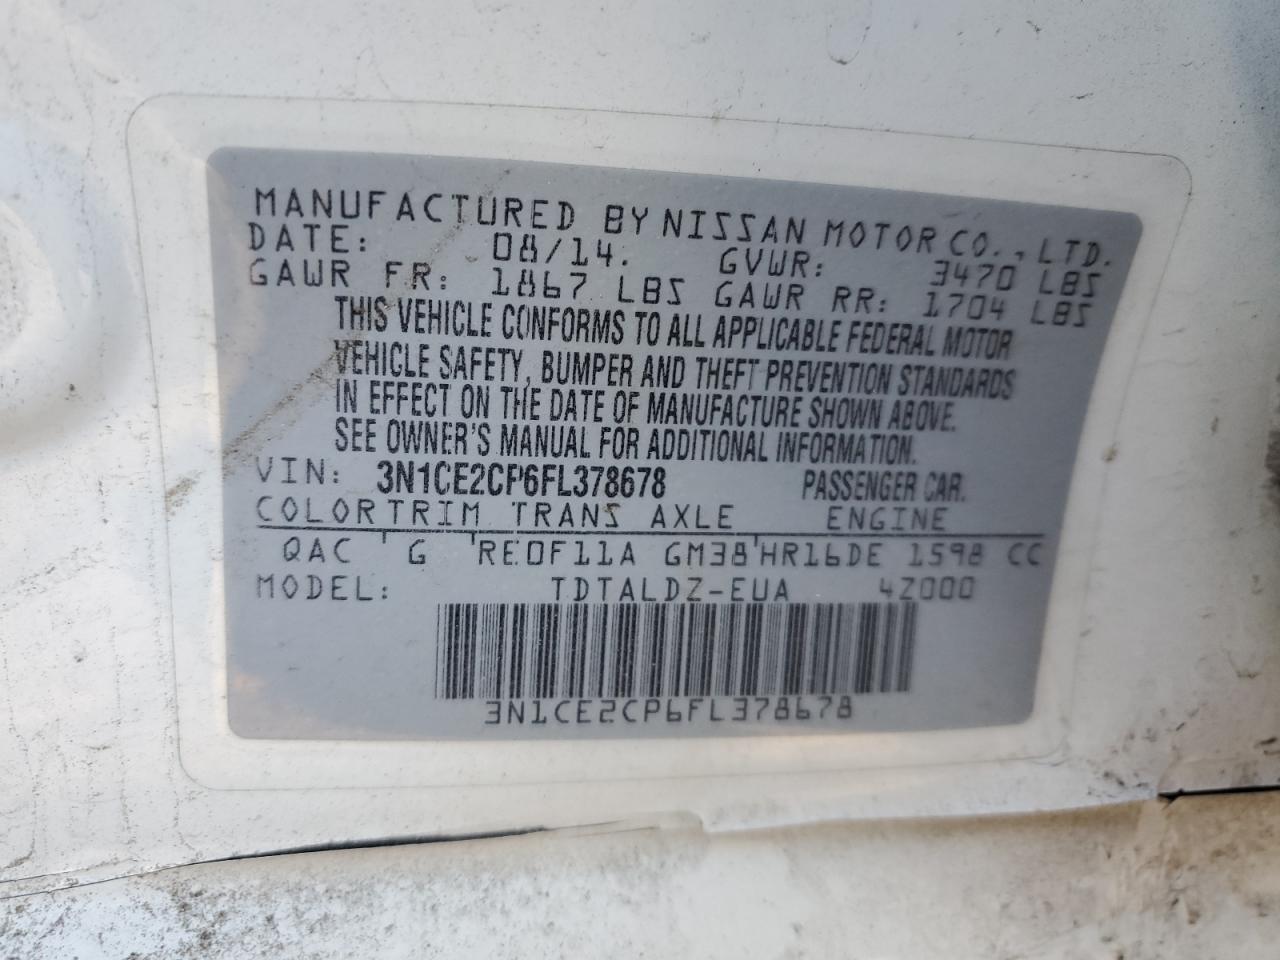 MANUFACTURED BY NISSAN MOTOR CO., LTD.
DATE: 08/14. GVWR: 3470 LBS
GAWR FR: 1867 LBS GAWR RR: 1704 LBS
THIS VEHICLE CONFORMS TO ALL APPLICABLE FEDERAL MOTOR
VEHICLE SAFETY, BUMPER AND THEFT PREVENTION STANDARDS
IN EFFECT ON THE DATE OF MANUFACTURE SHOWN ABOVE.
SEE OWNER'S MANUAL FOR ADDITIONAL INFORMATION.
VIN: 3N1CE2CP6FL378678 PASSENGER CAR.
COLOR TRIM TRANS AXLE ENGINE
QAC G RE0F11A GM38 HR16DE 1598 CC
MODEL: TDTALDZ-EUA 4Z000
3N1CE2CP6FL378678